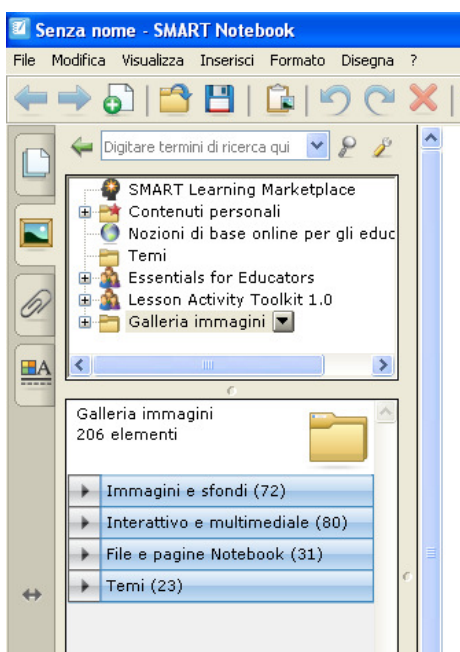 Senza nome - SMART Notebook
File Modifica Visualizza Inserisci Formato Disegna ?
Digitare termini di ricerca qui
SMART Learning Marketplace
Contenuti personali
Nozioni di base online per gli educ
Temi
Essentials for Educators
Lesson Activity Toolkit 1.0
Galleria immagini
Galleria immagini
206 elementi
Immagini e sfondi (72)
Interattivo e multimediale (80)
File e pagine Notebook (31)
Temi (23)